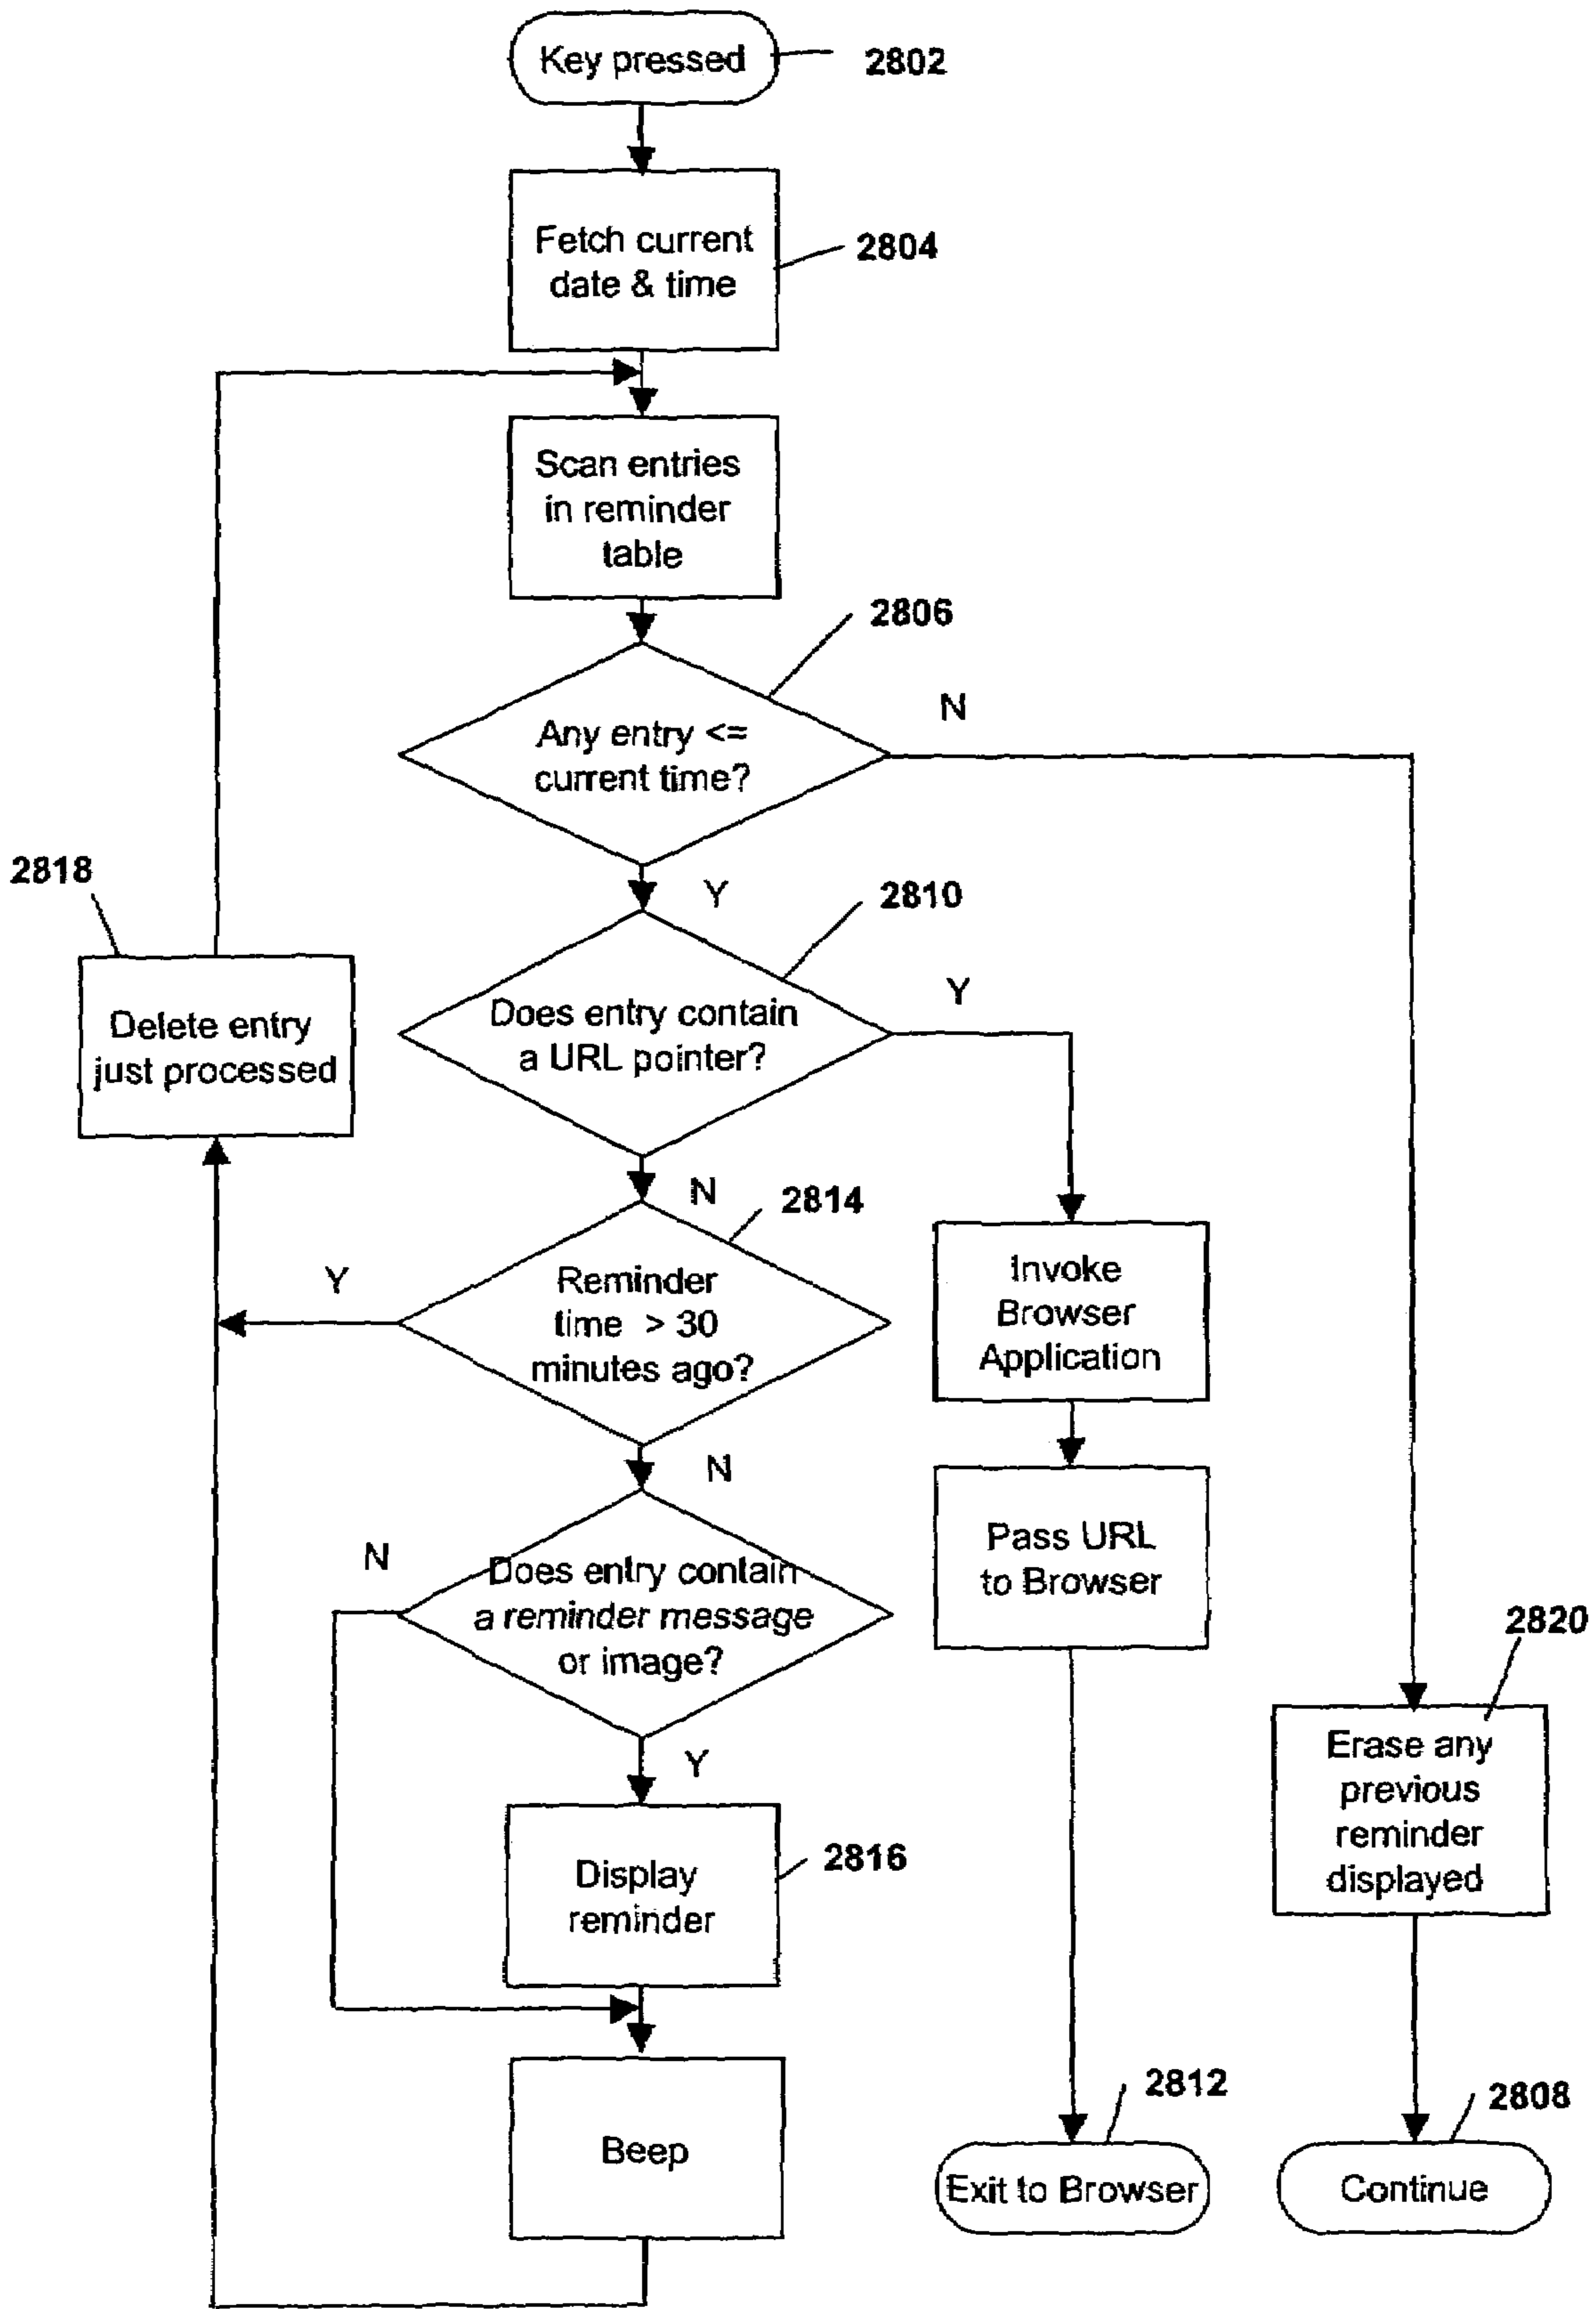 Key pressed
2802
Fetch current
date & time
2804
Scan entries
in reminder
table
2806
Any entry <=
current time?
N
Y
2818
Delete entry
just processed
2810
Does entry contain
a URL pointer?
Y
N
2814
Reminder
time > 30
minutes ago?
Y
N
Invoke
Browser
Application
Pass URL
to Browser
Does entry contain
a reminder message
or image?
N
Y
2820
Erase any
previous
reminder
displayed
Display
reminder
2816
Beep
2812
Exit to Browser
2808
Continue